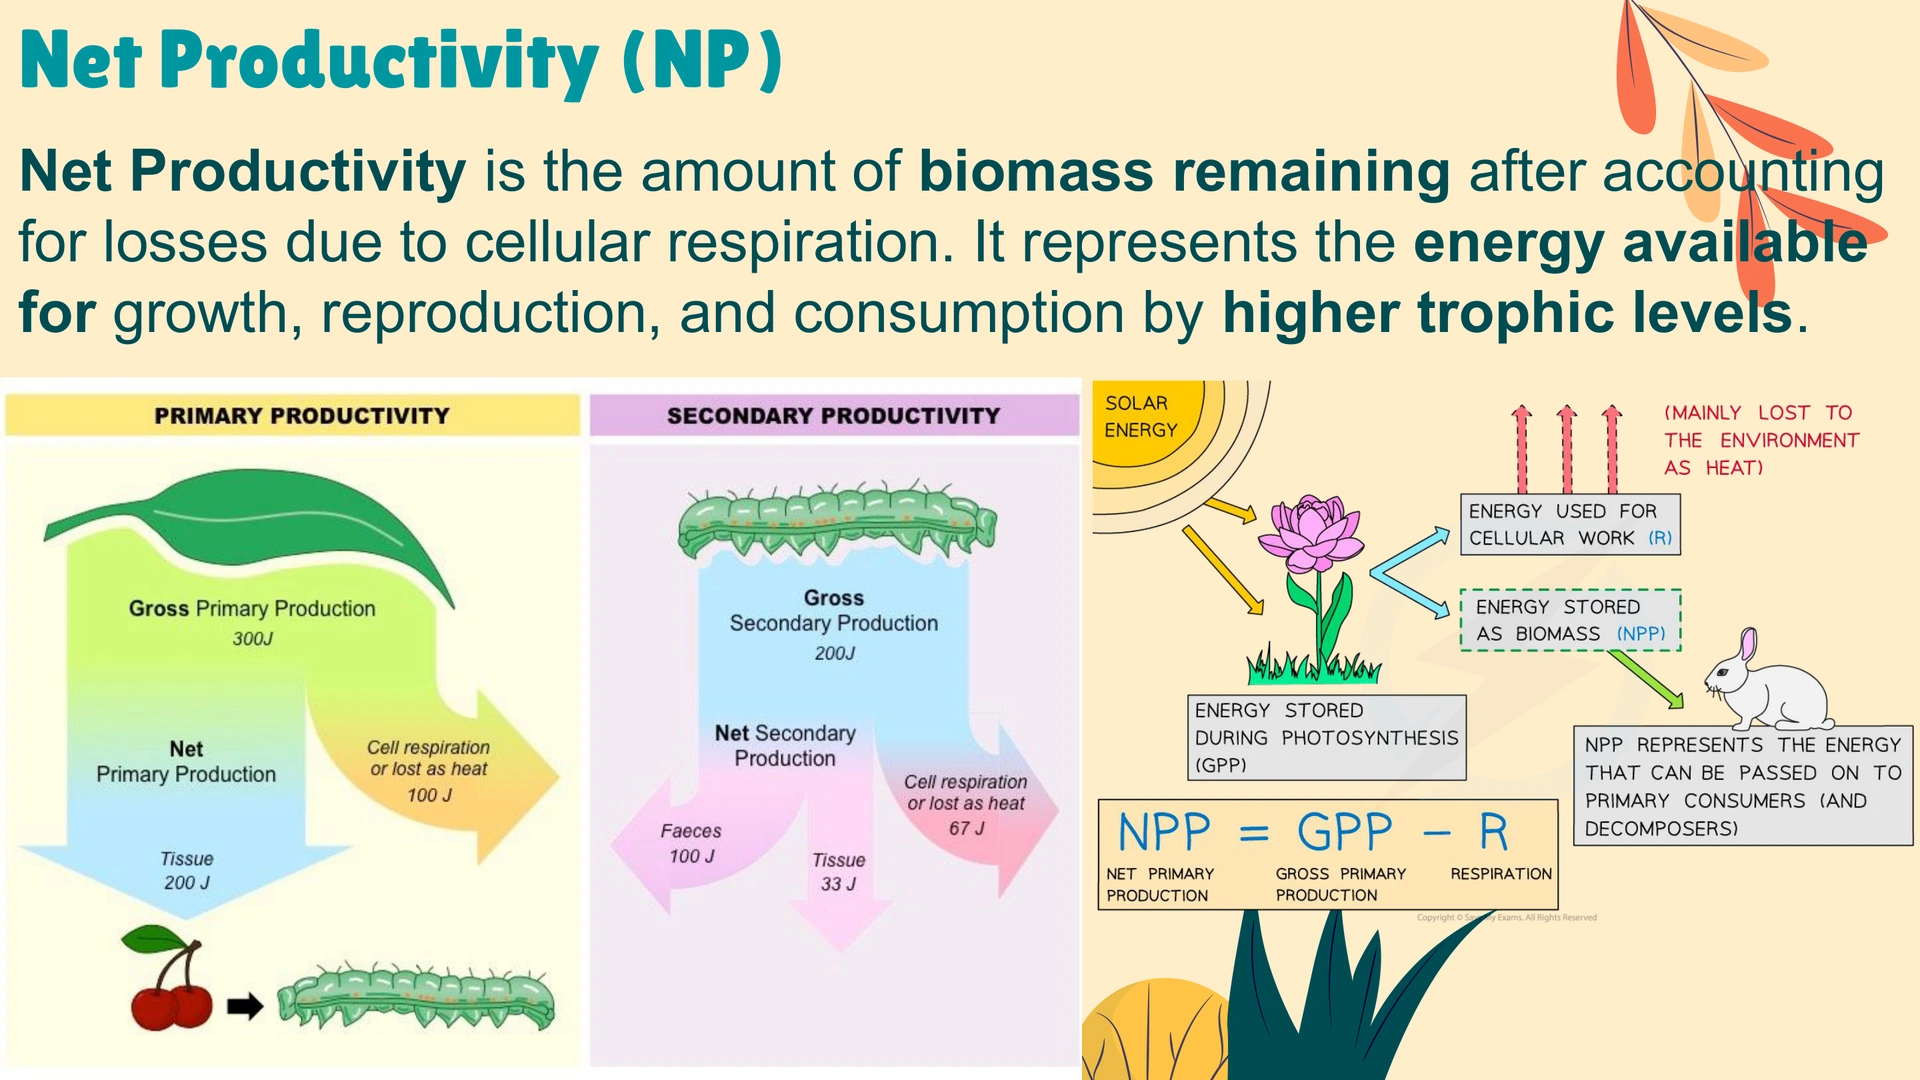 Net Productivity (NP)
Net Productivity is the amount of biomass remaining after accounting
for losses due to cellular respiration. It represents the energy available
for growth, reproduction, and consumption by higher trophic levels.
PRIMARY PRODUCTIVITY
Gross Primary Production
300J
Net
Primary Production
Cell respiration
or lost as heat
100 J
Tissue
200 J
SECONDARY PRODUCTIVITY
Gross
Secondary Production
200J
Net Secondary
Production
Cell respiration
or lost as heat
67 J
Faeces
100 J
Tissue
33 J
SOLAR
ENERGY
(MAINLY LOST TO
THE ENVIRONMENT
AS HEAT)
ENERGY USED FOR
CELLULAR WORK (R)
ENERGY STORED
AS BIOMASS (NPP)
ENERGY STORED
DURING PHOTOSYNTHESIS
(GPP)
NPP REPRESENTS THE ENERGY
THAT CAN BE PASSED ON TO
PRIMARY CONSUMERS (AND
DECOMPOSERS)
NPP = GPP – R
NET PRIMARY
PRODUCTION
GROSS PRIMARY
PRODUCTION
RESPIRATION
Copyright © Exams. All Rights Reserved